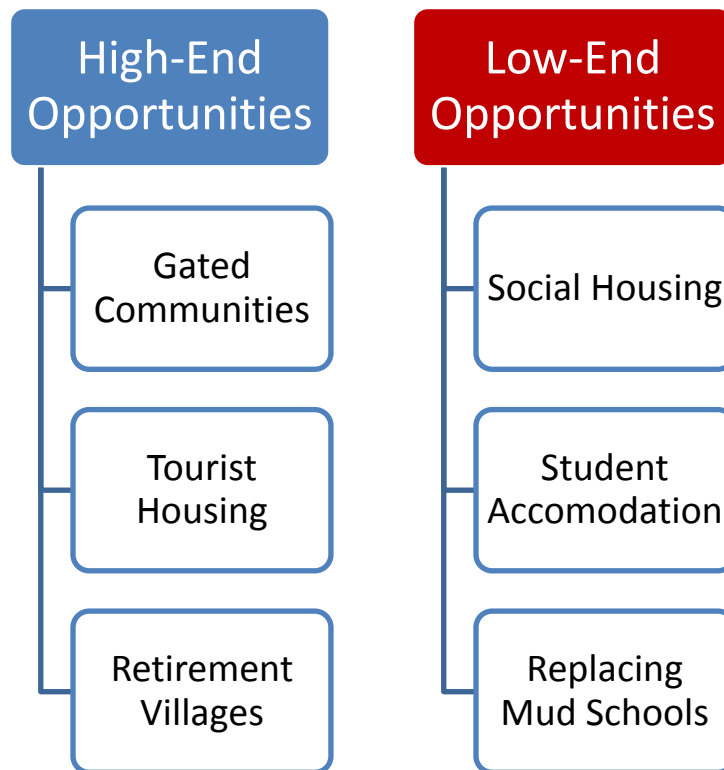 High-End
Opportunities
Gated
Communities
Tourist
Housing
Retirement
Villages
Low-End
Opportunities
Social Housing
Student
Accomodation
Replacing
Mud Schools